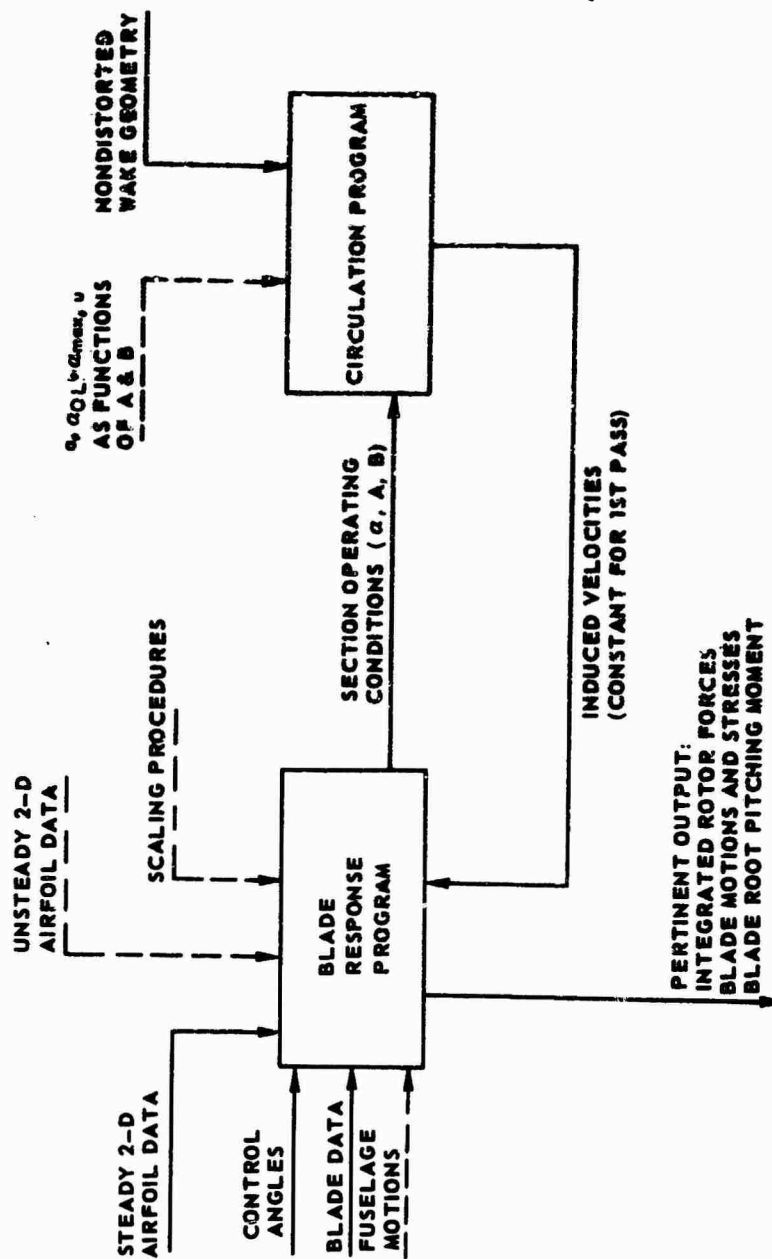 STEADY 2-D
AIRFOIL DATA
UNSTEADY 2-D
AIRFOIL DATA
SCALING PROCEDURES
a, α0L, αmax, u
AS FUNCTIONS
OF A & B
NONDISTORTED
WAKE GEOMETRY
CONTROL
ANGLES
BLADE DATA
FUSELAGE
MOTIONS
BLADE
RESPONSE
PROGRAM
SECTION OPERATING
CONDITIONS (α, A, B)
CIRCULATION PROGRAM
INDUCED VELOCITIES
(CONSTANT FOR 1ST PASS)
PERTINENT OUTPUT:
INTEGRATED ROTOR FORCES
BLADE MOTIONS AND STRESSES
BLADE ROOT PITCHING MOMENT